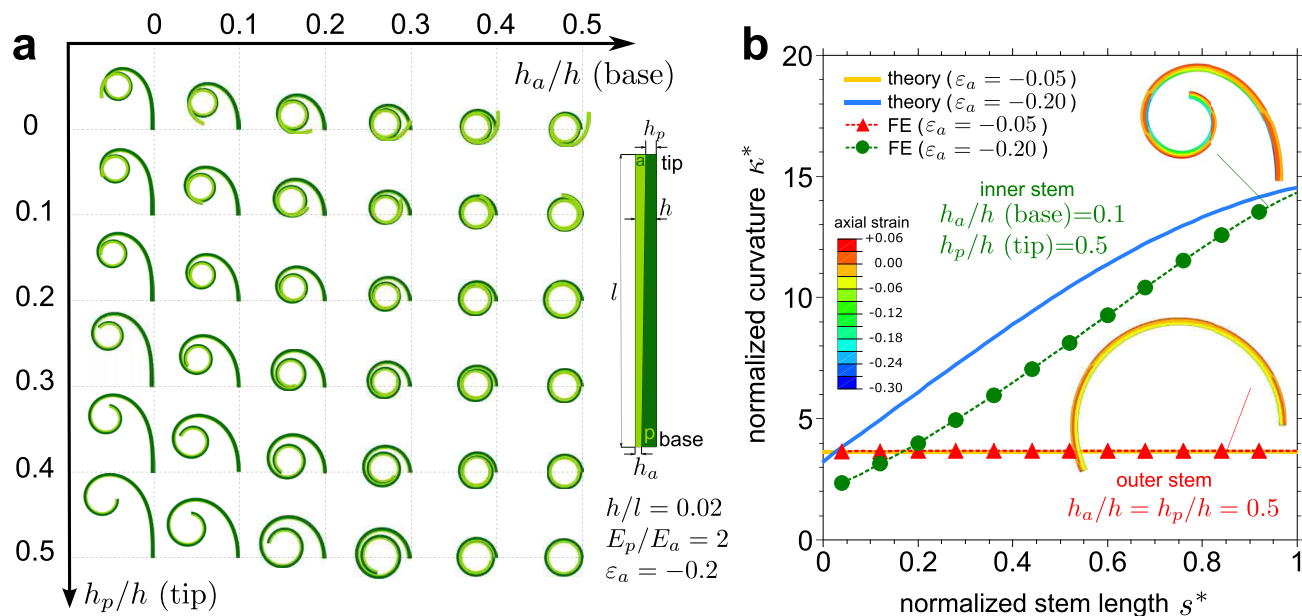 a
0 0.1 0.2 0.3 0.4 0.5
h_a/h (base)
0
0.1
0.2
0.3
0.4
0.5
h_p/h (tip)
h_p
a
tip
h
l
p
base
h_a
h/l = 0.02
E_p/E_a = 2
ε_a = −0.2
b
20
15
10
5
0
normalized curvature κ*
theory (ε_a = −0.05)
theory (ε_a = −0.20)
FE (ε_a = −0.05)
FE (ε_a = −0.20)
inner stem
h_a/h (base)=0.1
h_p/h (tip)=0.5
axial strain
+0.06
0.00
-0.06
-0.12
-0.18
-0.24
-0.30
outer stem
h_a/h = h_p/h = 0.5
0 0.2 0.4 0.6 0.8 1
normalized stem length s*